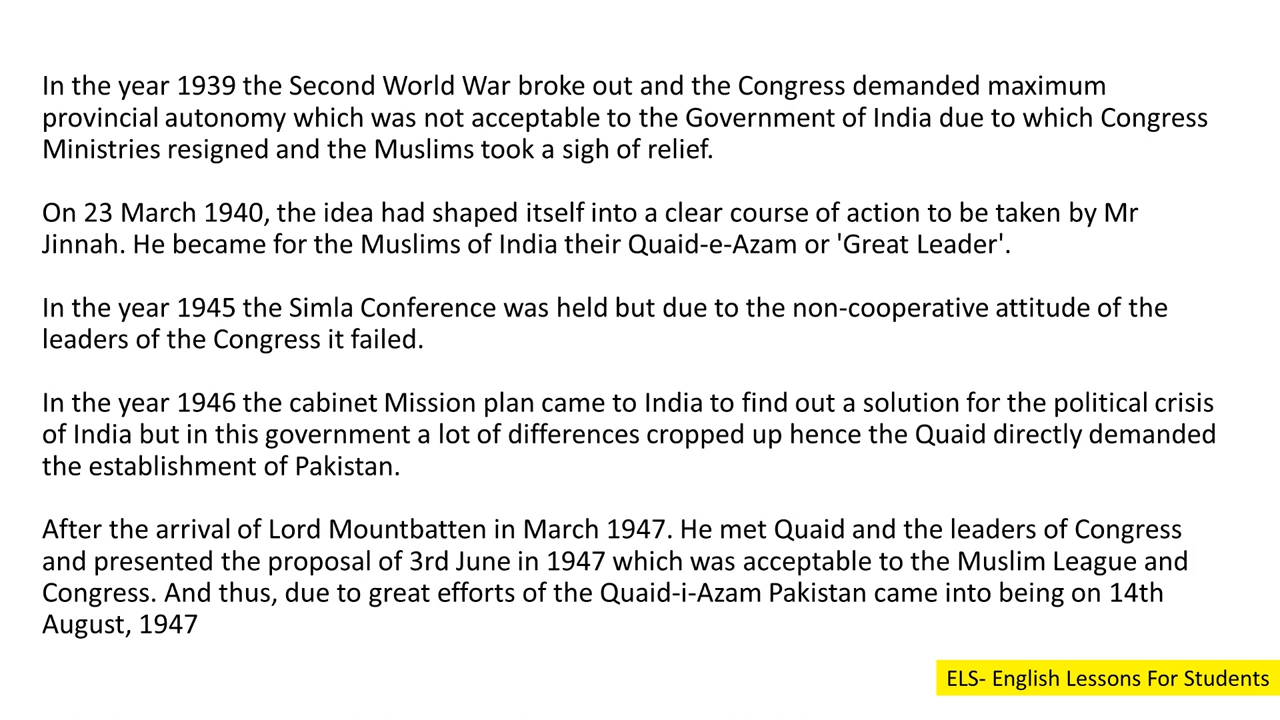 In the year 1939 the Second World War broke out and the Congress demanded maximum
provincial autonomy which was not acceptable to the Government of India due to which Congress
Ministries resigned and the Muslims took a sigh of relief.
On 23 March 1940, the idea had shaped itself into a clear course of action to be taken by Mr
Jinnah. He became for the Muslims of India their Quaid-e-Azam or 'Great Leader'.
In the year 1945 the Simla Conference was held but due to the non-cooperative attitude of the
leaders of the Congress it failed.
In the year 1946 the cabinet Mission plan came to India to find out a solution for the political crisis
of India but in this government a lot of differences cropped up hence the Quaid directly demanded
the establishment of Pakistan.
After the arrival of Lord Mountbatten in March 1947. He met Quaid and the leaders of Congress
and presented the proposal of 3rd June in 1947 which was acceptable to the Muslim League and
Congress. And thus, due to great efforts of the Quaid-i-Azam Pakistan came into being on 14th
August, 1947
ELS- English Lessons For Students